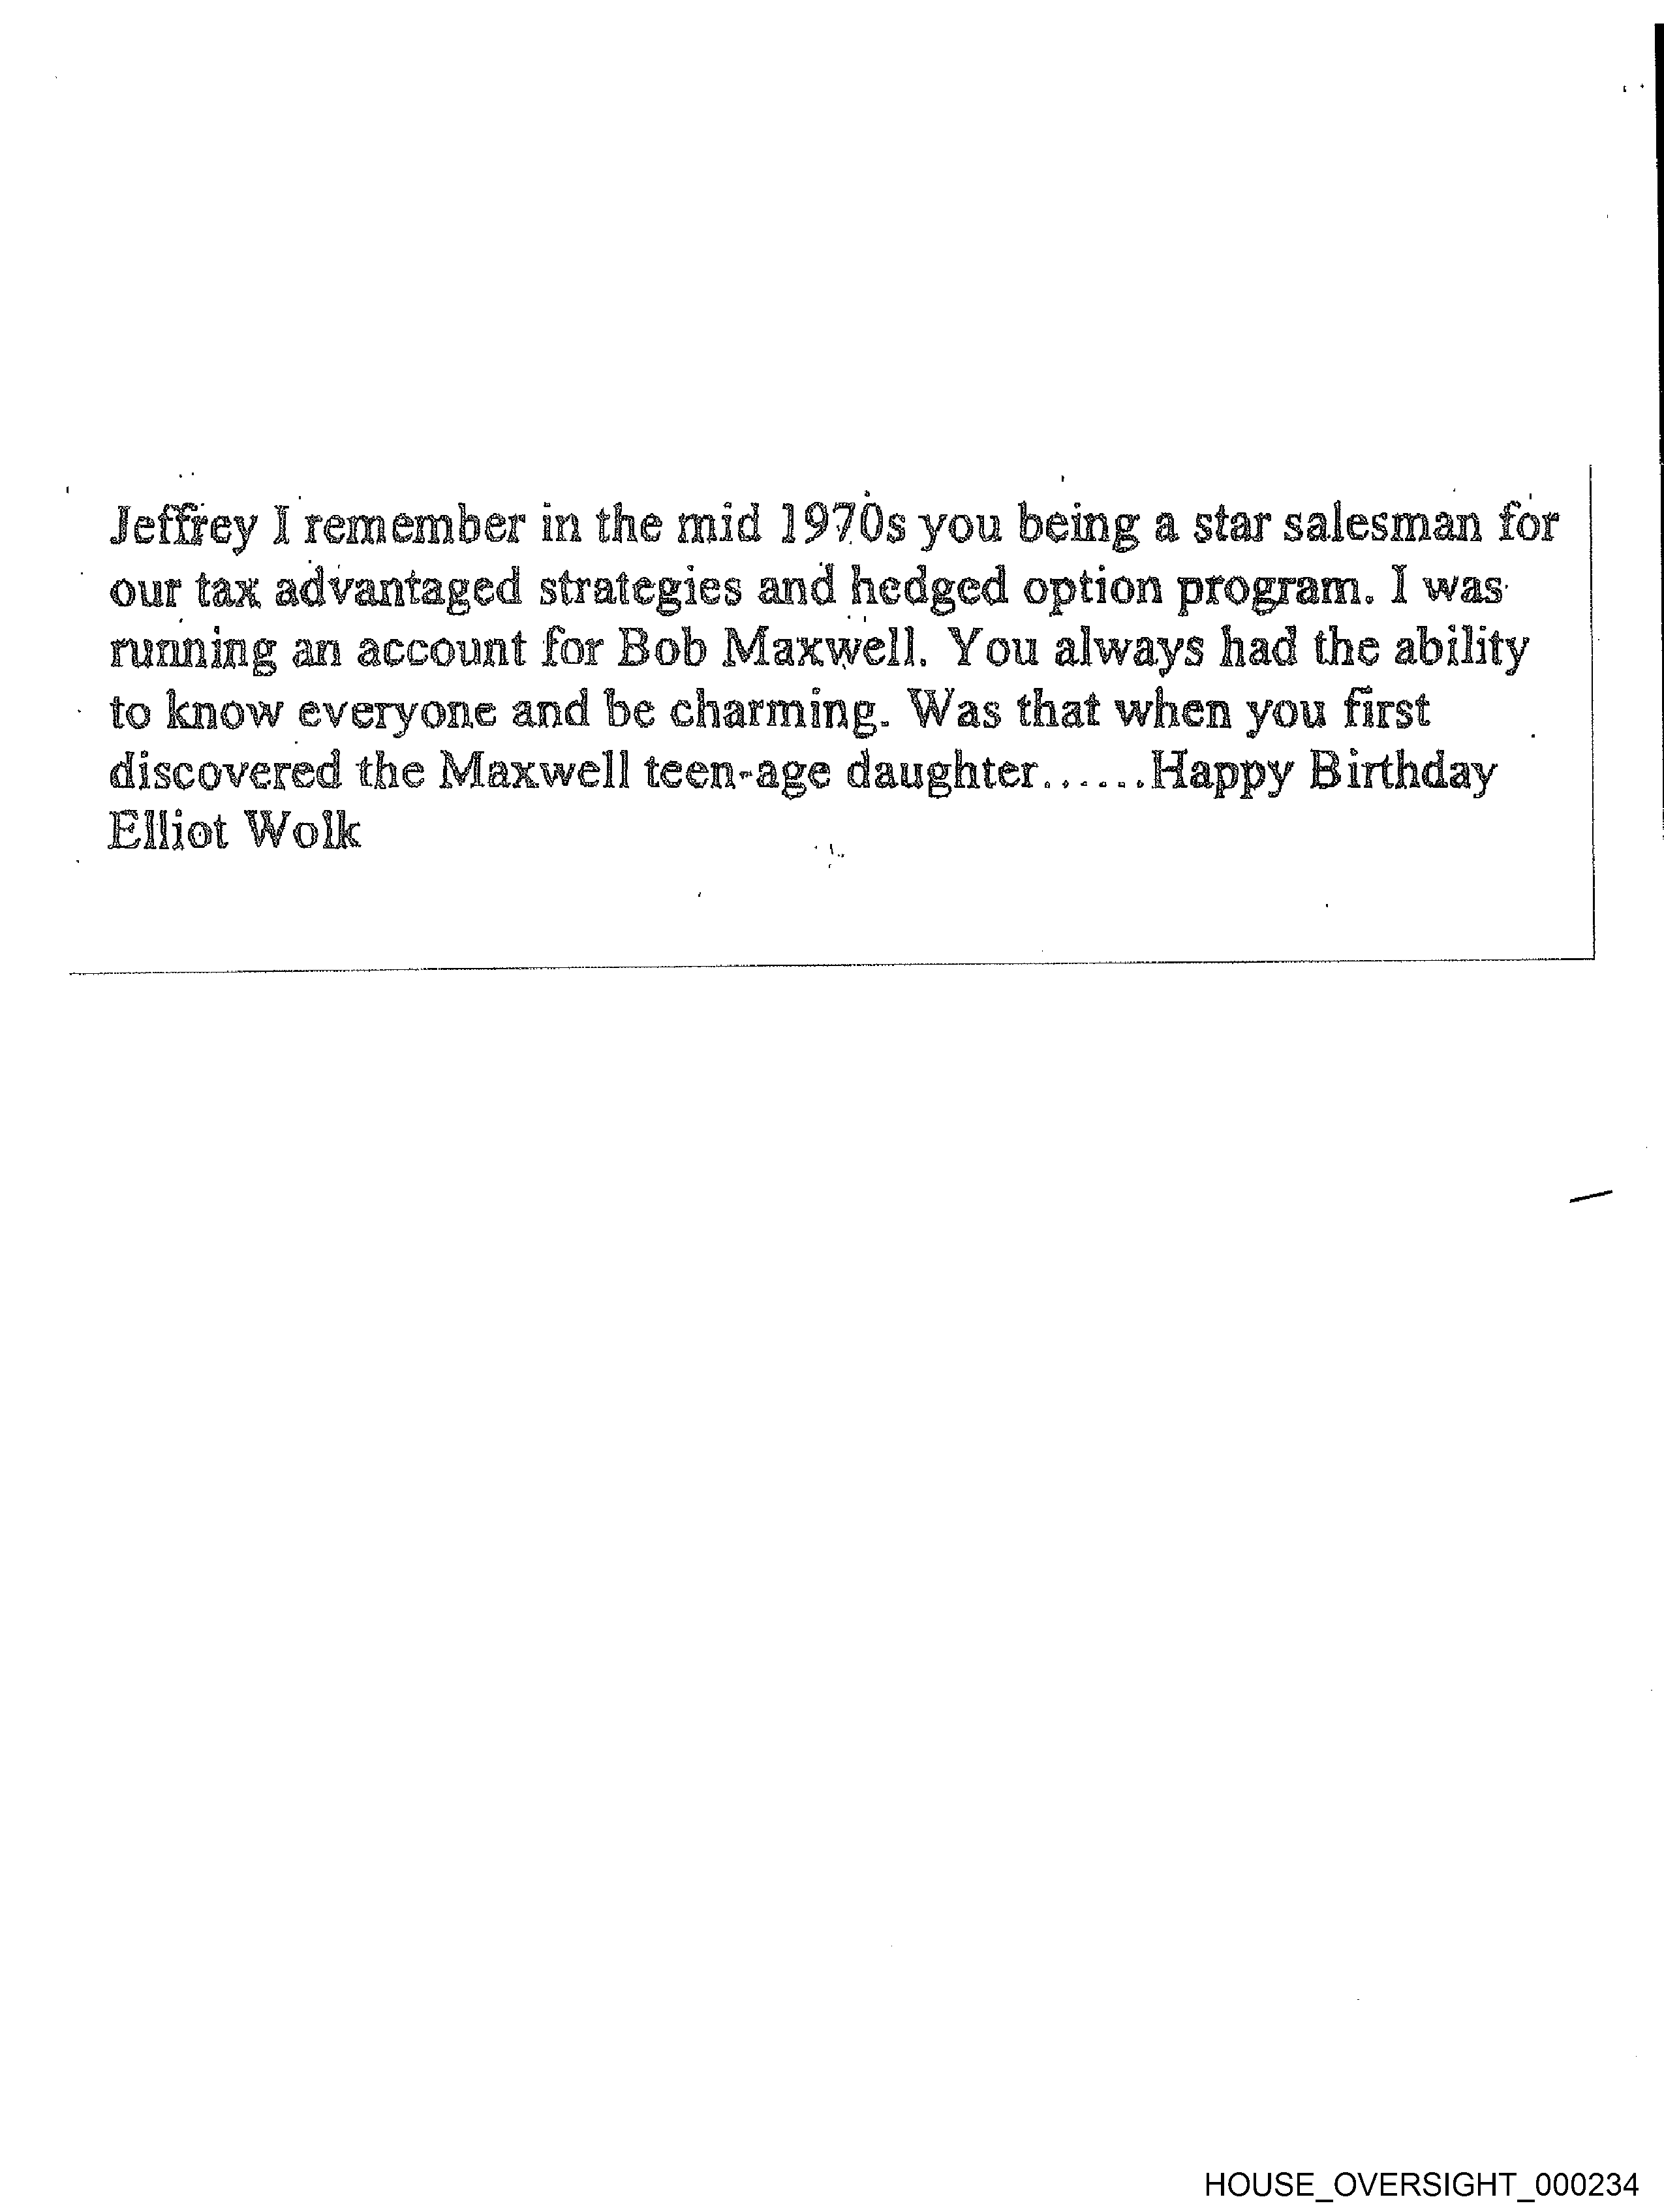 Jeffrey I remember in the mid 1970s you being a star salesman for
our tax advantaged strategies and hedged option program. I was
running an account for Bob Maxwell. You always had the ability
to know everyone and be charming. Was that when you first
discovered the Maxwell teen-age daughter......Happy Birthday
Elliot Wolk
HOUSE_OVERSIGHT_000234